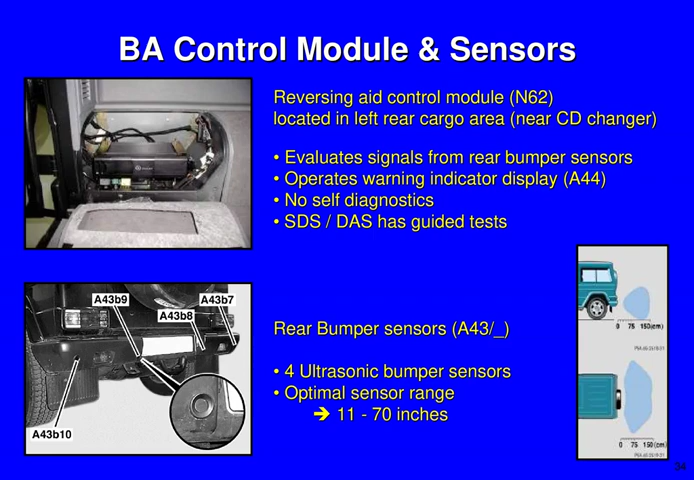 BA Control Module & Sensors
Reversing aid control module (N62)
located in left rear cargo area (near CD changer)
• Evaluates signals from rear bumper sensors
• Operates warning indicator display (A44)
• No self diagnostics
• SDS / DAS has guided tests
A43b9
A43b7
A43b8
A43b10
Rear Bumper sensors (A43/_)
• 4 Ultrasonic bumper sensors
• Optimal sensor range
➔ 11 - 70 inches
0 75 150(cm)
0 75 150(cm)
34